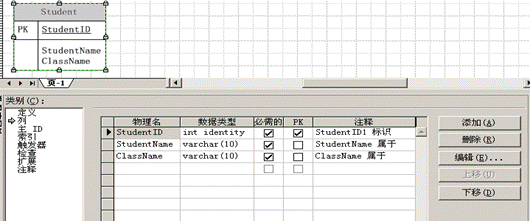 Student
PK StudentID
StudentName
ClassName
页-1
类别(C):
定义
列
主 ID
索引
触发器
检查
扩展
注释
物理名 数据类型 必需的 PK 注释
StudentID int identity StudentID1 标识
StudentName varchar(10) StudentName 属于
ClassName varchar(10) ClassName 属于
添加(A)
删除(R)
编辑(E)...
上移(U)
下移(D)